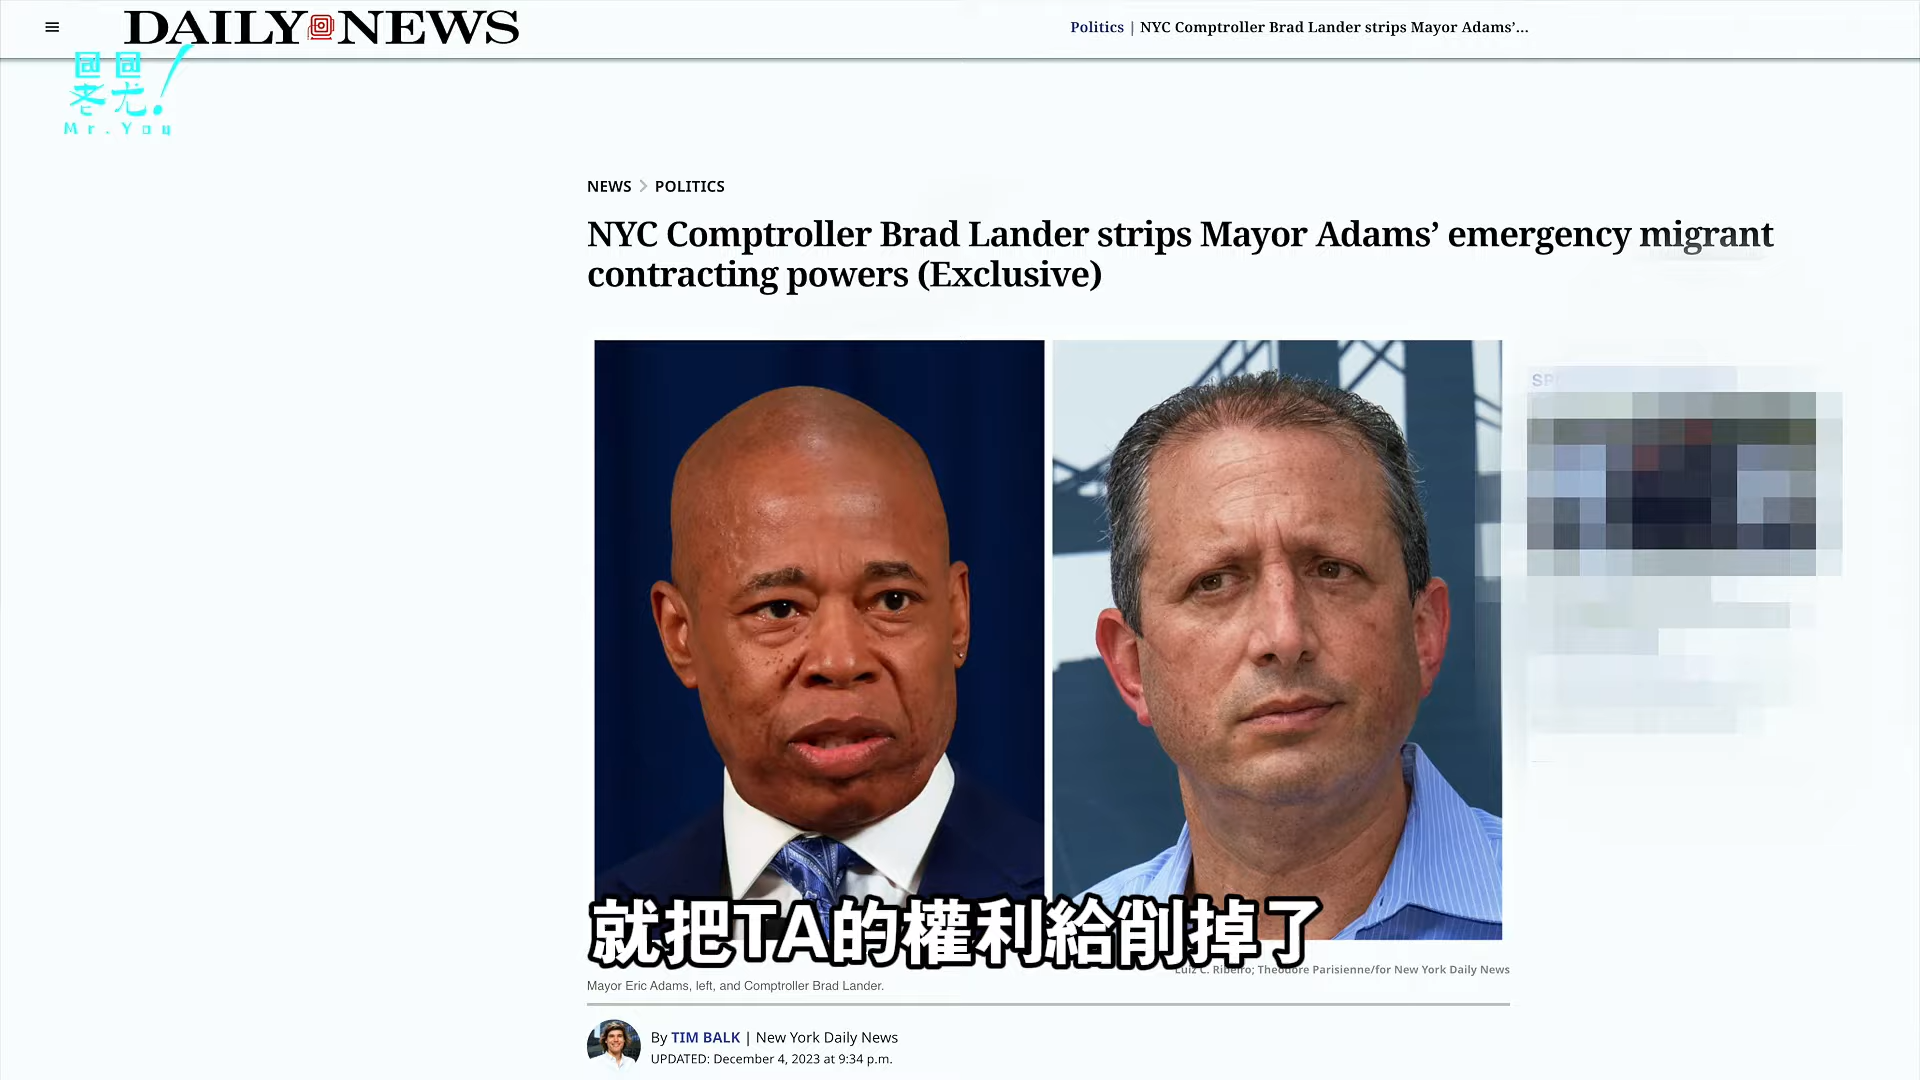 DAILY NEWS
Politics | NYC Comptroller Brad Lander strips Mayor Adams’...
老尤!
Mr.You
NEWS > POLITICS
NYC Comptroller Brad Lander strips Mayor Adams’ emergency migrant
contracting powers (Exclusive)
就把TA的權利給削掉了
Luiz C. Ribeiro; Theodore Parisienne/for New York Daily News
Mayor Eric Adams, left, and Comptroller Brad Lander.
By TIM BALK | New York Daily News
UPDATED: December 4, 2023 at 9:34 p.m.